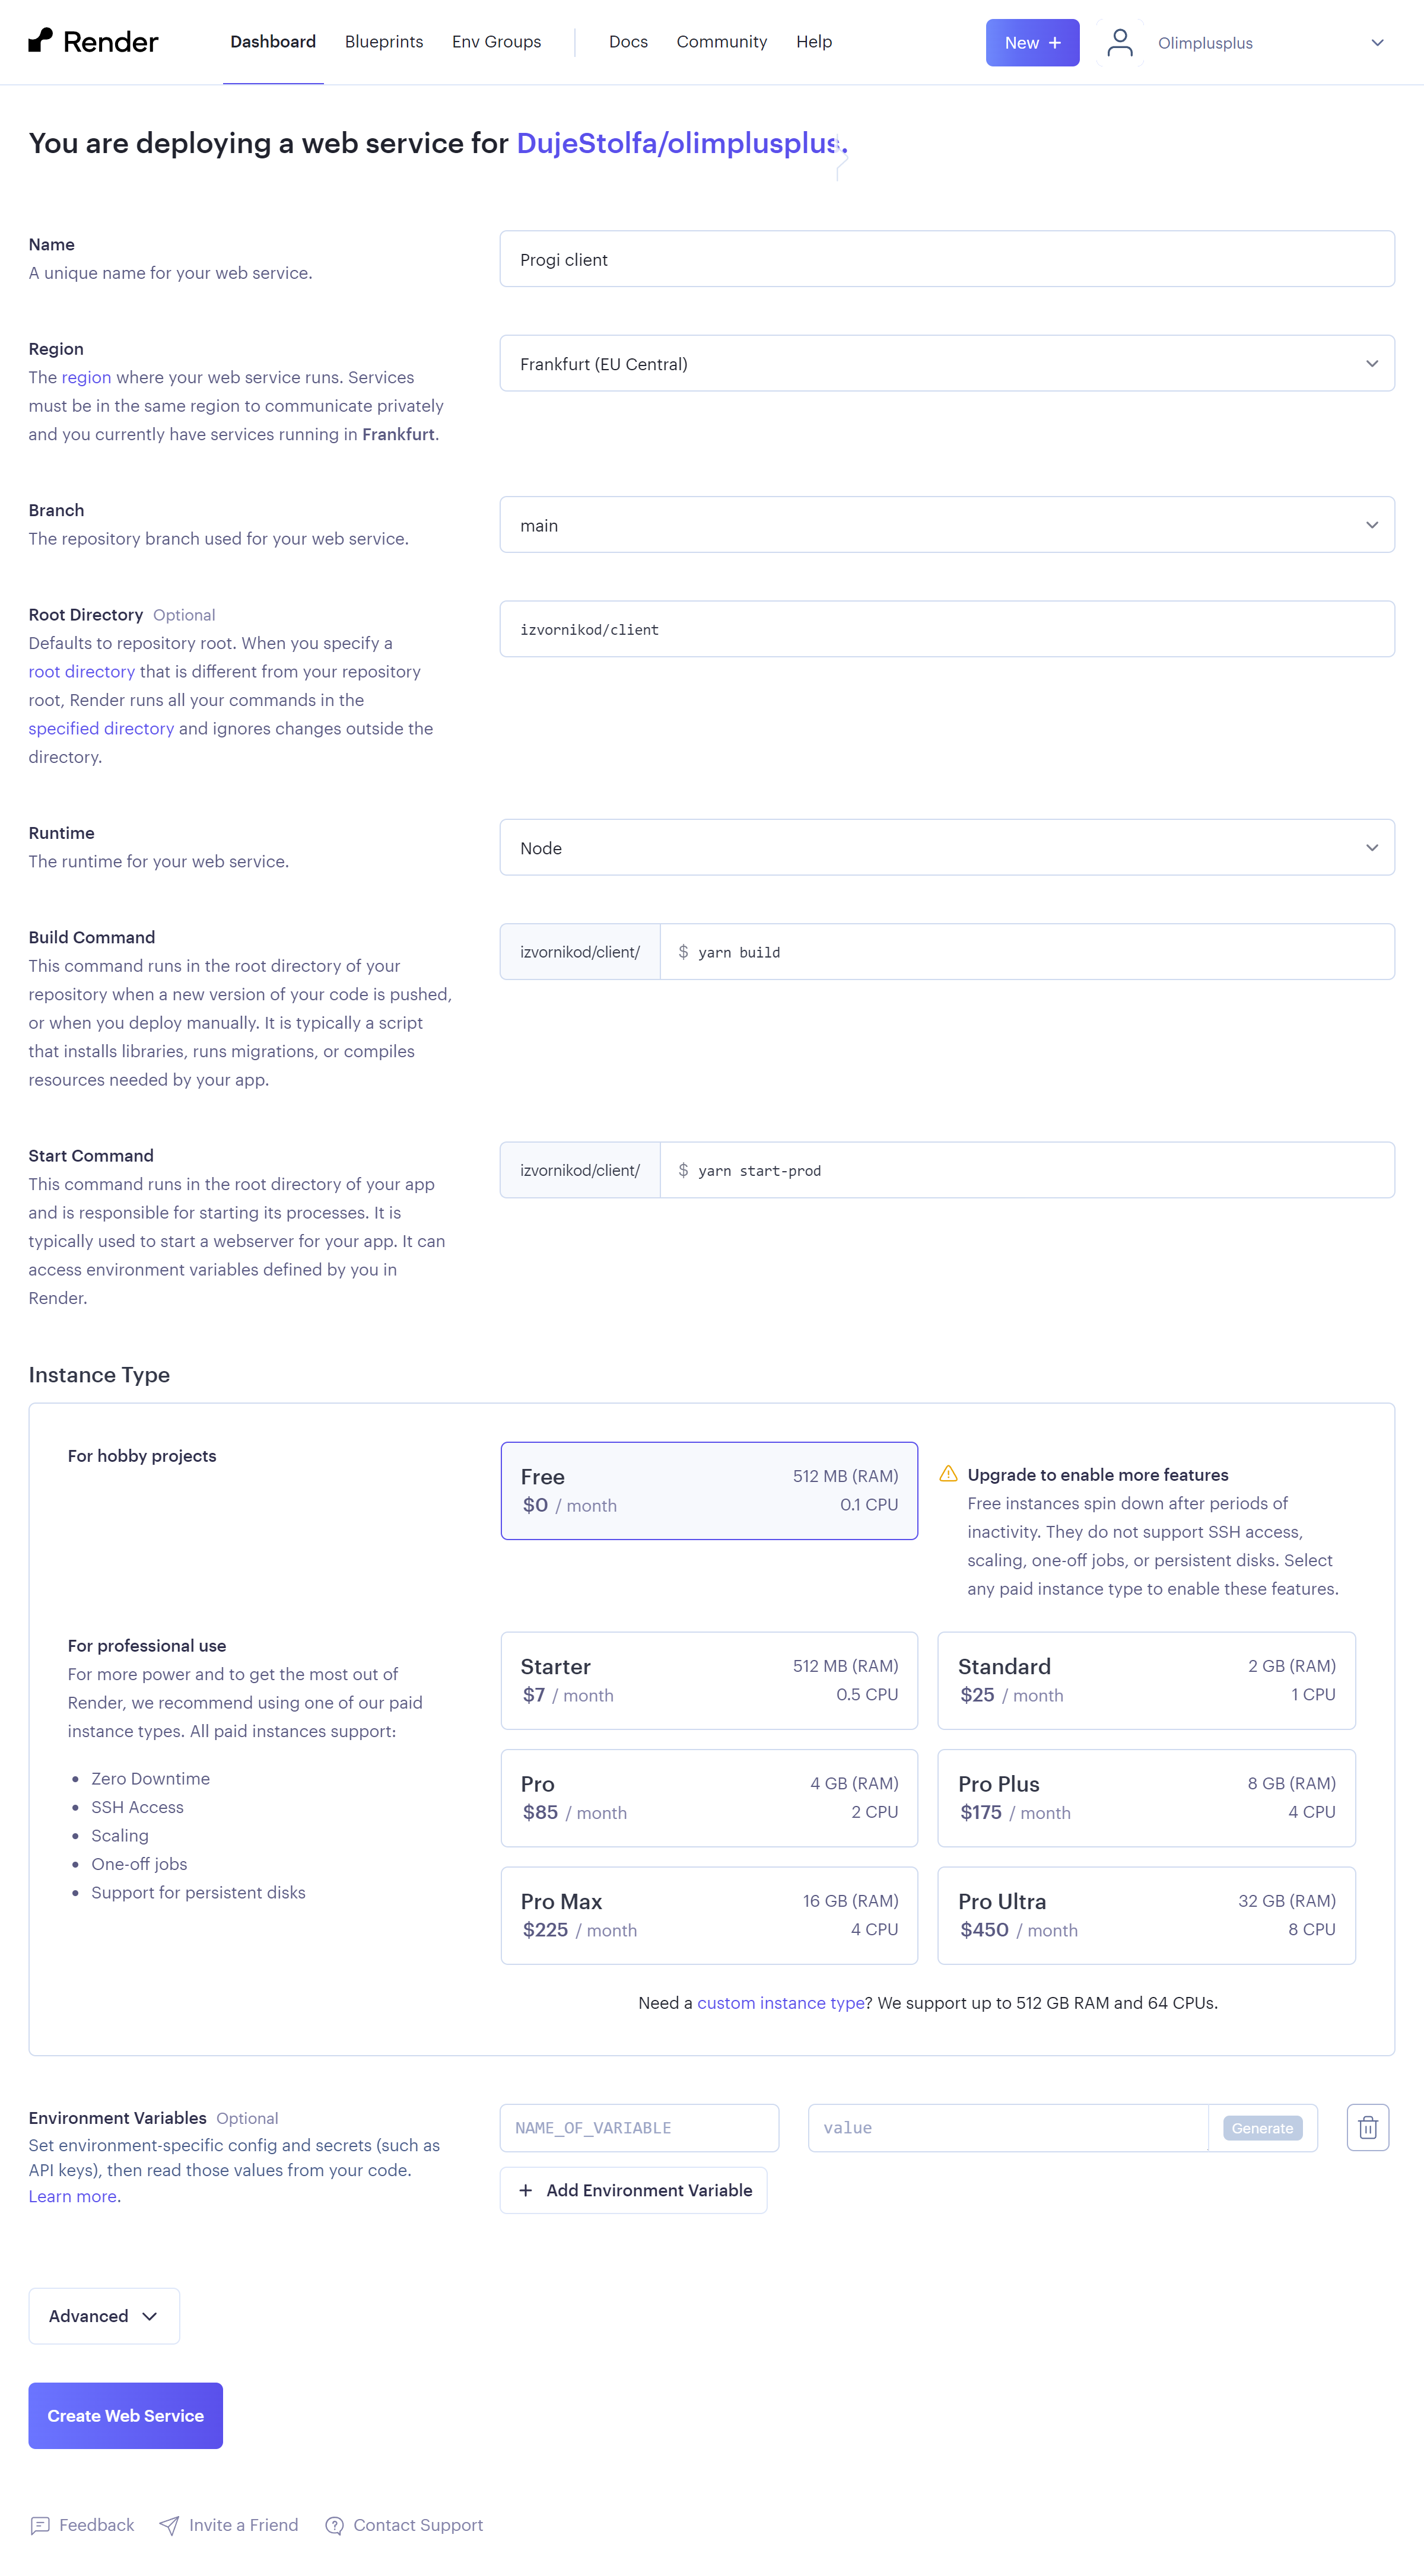 Render
Dashboard Blueprints Env Groups Docs Community Help New + Olimplusplus
You are deploying a web service for DujeStolfa/olimplusplus.
Name
A unique name for your web service.
Progi client
Region
The region where your web service runs. Services
must be in the same region to communicate privately
and you currently have services running in Frankfurt.
Frankfurt (EU Central)
Branch
The repository branch used for your web service.
main
Root Directory Optional
Defaults to repository root. When you specify a
root directory that is different from your repository
root, Render runs all your commands in the
specified directory and ignores changes outside the
directory.
izvornikod/client
Runtime
The runtime for your web service.
Node
Build Command
This command runs in the root directory of your
repository when a new version of your code is pushed,
or when you deploy manually. It is typically a script
that installs libraries, runs migrations, or compiles
resources needed by your app.
izvornikod/client/ $ yarn build
Start Command
This command runs in the root directory of your app
and is responsible for starting its processes. It is
typically used to start a webserver for your app. It can
access environment variables defined by you in
Render.
izvornikod/client/ $ yarn start-prod
Instance Type
For hobby projects
Free 512 MB (RAM)
$0 / month 0.1 CPU
Upgrade to enable more features
Free instances spin down after periods of
inactivity. They do not support SSH access,
scaling, one-off jobs, or persistent disks. Select
any paid instance type to enable these features.
For professional use
For more power and to get the most out of
Render, we recommend using one of our paid
instance types. All paid instances support:
• Zero Downtime
• SSH Access
• Scaling
• One-off jobs
• Support for persistent disks
Starter 512 MB (RAM)
$7 / month 0.5 CPU
Standard 2 GB (RAM)
$25 / month 1 CPU
Pro 4 GB (RAM)
$85 / month 2 CPU
Pro Plus 8 GB (RAM)
$175 / month 4 CPU
Pro Max 16 GB (RAM)
$225 / month 4 CPU
Pro Ultra 32 GB (RAM)
$450 / month 8 CPU
Need a custom instance type? We support up to 512 GB RAM and 64 CPUs.
Environment Variables Optional
Set environment-specific config and secrets (such as
API keys), then read those values from your code.
Learn more.
NAME_OF_VARIABLE value Generate
+ Add Environment Variable
Advanced
Create Web Service
Feedback Invite a Friend Contact Support